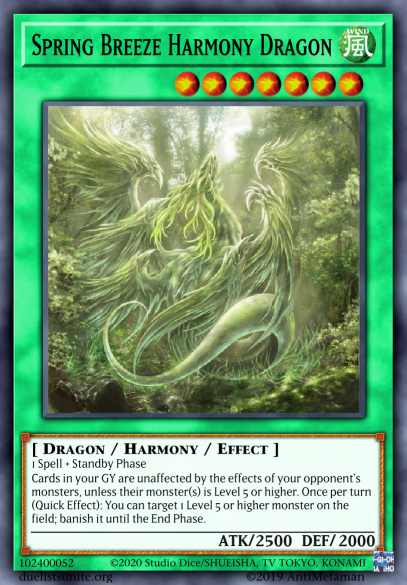 Spring Breeze Harmony Dragon
WIND
風
[ Dragon / Harmony / Effect ]
1 Spell + Standby Phase
Cards in your GY are unaffected by the effects of your opponent's
monsters, unless their monster(s) is Level 5 or higher. Once per turn
(Quick Effect): You can target 1 Level 5 or higher monster on the
field; banish it until the End Phase.
ATK/2500 DEF/2000
102400052 ©2020 Studio Dice/SHUEISHA, TV TOKYO, KONAMI
duelistsunite.org ©2019 AntiMetaman